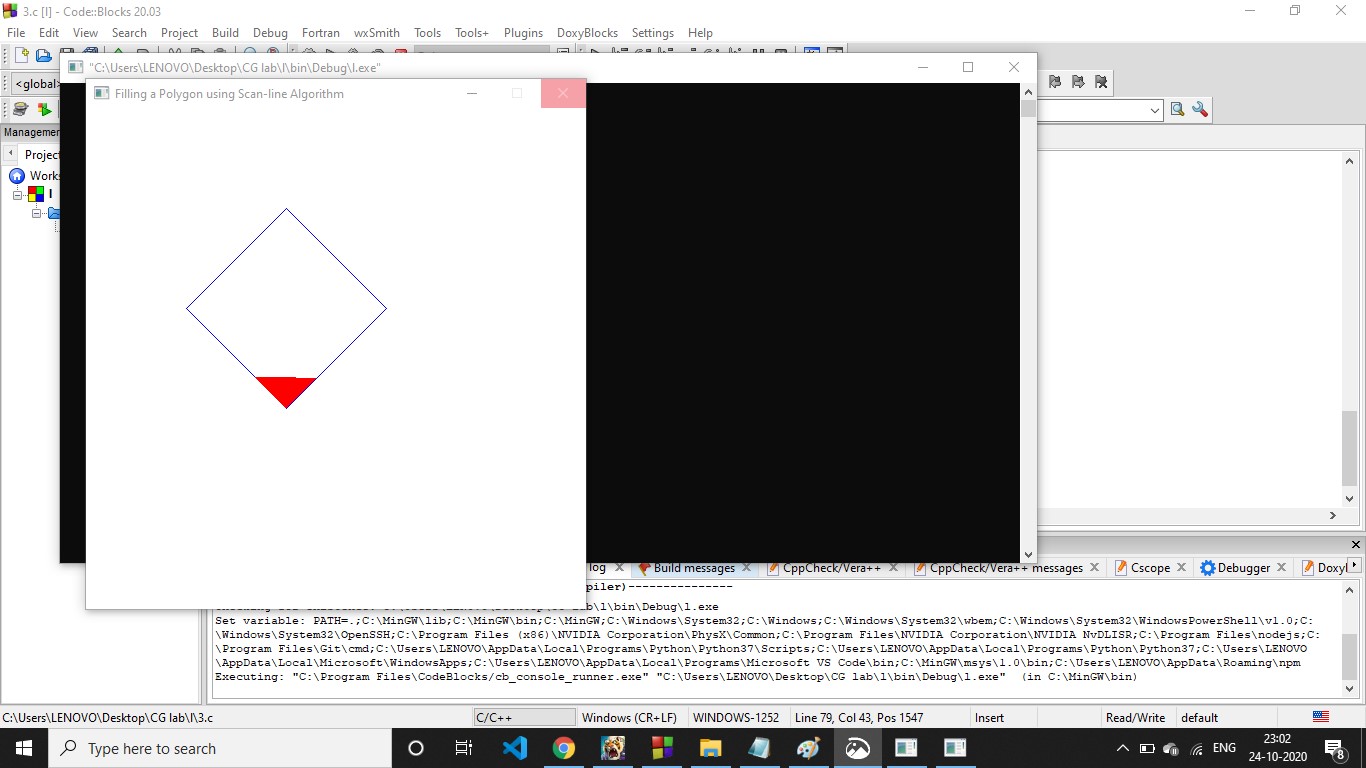 3.c [l] - Code::Blocks 20.03
File Edit View Search Project Build Debug Fortran wxSmith Tools Tools+ Plugins DoxyBlocks Settings Help
"C:\Users\LENOVO\Desktop\CG lab\l\bin\Debug\l.exe"
<global>
Filling a Polygon using Scan-line Algorithm
Managemen
Project
Works
l
log Build messages CppCheck/Vera++ CppCheck/Vera++ messages Cscope Debugger DoxyB
piler)---------------
Set variable: PATH=.;C:\MinGW\lib;C:\MinGW\bin;C:\MinGW;C:\Windows\System32;C:\Windows;C:\Windows\System32\wbem;C:\Windows\System32\WindowsPowerShell\v1.0;C:
\Windows\System32\OpenSSH;C:\Program Files (x86)\NVIDIA Corporation\PhysX\Common;C:\Program Files\NVIDIA Corporation\NVIDIA NvDLISR;C:\Program Files\nodejs;C:
\Program Files\Git\cmd;C:\Users\LENOVO\AppData\Local\Programs\Python\Python37\Scripts;C:\Users\LENOVO\AppData\Local\Programs\Python\Python37;C:\Users\LENOVO
\AppData\Local\Microsoft\WindowsApps;C:\Users\LENOVO\AppData\Local\Programs\Microsoft VS Code\bin;C:\MinGW\msys\1.0\bin;C:\Users\LENOVO\AppData\Roaming\npm
Executing: "C:\Program Files\CodeBlocks/cb_console_runner.exe" "C:\Users\LENOVO\Desktop\CG lab\l\bin\Debug\l.exe" (in C:\MinGW\bin)
C:\Users\LENOVO\Desktop\CG lab\l\3.c C/C++ Windows (CR+LF) WINDOWS-1252 Line 79, Col 43, Pos 1547 Insert Read/Write default
Type here to search
ENG
23:02
24-10-2020
8